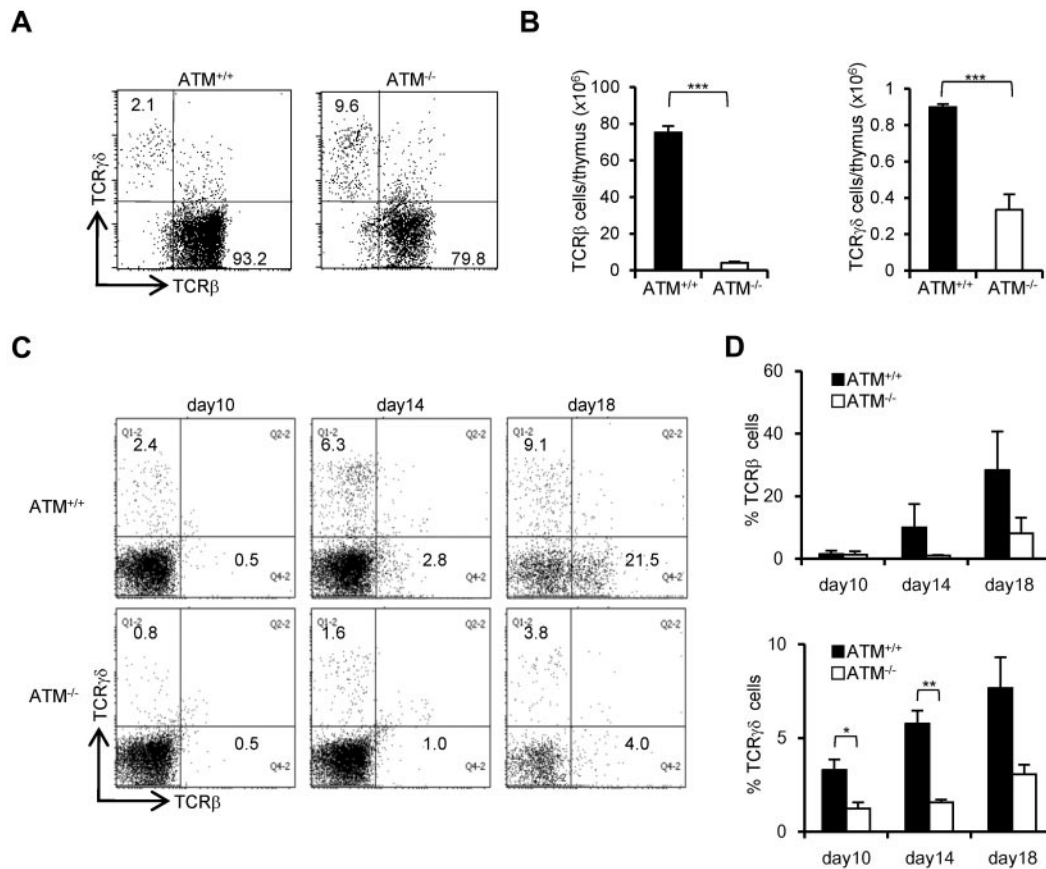 A
ATM+/+
ATM-/-
2.1
93.2
9.6
79.8
TCRγδ
TCRβ
B
TCRβ cells/thymus (x10⁶)
100
80
60
40
20
0
***
ATM+/+
ATM-/-
TCRγδ cells/thymus (x10⁶)
1
0.8
0.6
0.4
0.2
0
***
ATM+/+
ATM-/-
C
day10
day14
day18
ATM+/+
Q1-2
Q2-2
2.4
0.5
Q4-2
Q1-2
Q2-2
6.3
2.8
Q4-2
Q1-2
Q2-2
9.1
21.5
Q4-2
ATM-/-
Q1-2
Q2-2
0.8
0.5
Q4-2
Q1-2
Q2-2
1.6
1.0
Q4-2
Q1-2
Q2-2
3.8
4.0
Q4-2
TCRγδ
TCRβ
D
% TCRβ cells
60
40
20
0
ATM+/+
ATM-/-
day10
day14
day18
% TCRγδ cells
10
5
0
ATM+/+
ATM-/-
*
**
day10
day14
day18